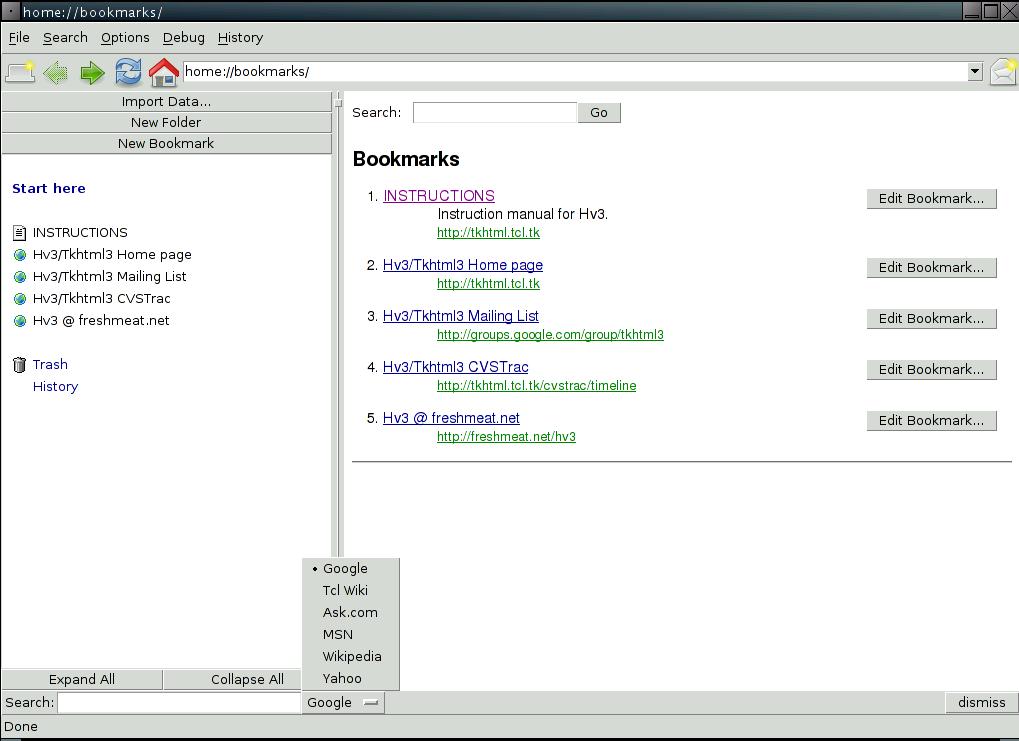 home://bookmarks/
File Search Options Debug History
home://bookmarks/
Import Data...
New Folder
New Bookmark
Start here
INSTRUCTIONS
Hv3/Tkhtml3 Home page
Hv3/Tkhtml3 Mailing List
Hv3/Tkhtml3 CVSTrac
Hv3 @ freshmeat.net
Trash
History
Search: Go
Bookmarks
1. INSTRUCTIONS Edit Bookmark...
Instruction manual for Hv3.
http://tkhtml.tcl.tk
2. Hv3/Tkhtml3 Home page Edit Bookmark...
http://tkhtml.tcl.tk
3. Hv3/Tkhtml3 Mailing List Edit Bookmark...
http://groups.google.com/group/tkhtml3
4. Hv3/Tkhtml3 CVSTrac Edit Bookmark...
http://tkhtml.tcl.tk/cvstrac/timeline
5. Hv3 @ freshmeat.net Edit Bookmark...
http://freshmeat.net/hv3
Google
Tcl Wiki
Ask.com
MSN
Wikipedia
Yahoo
Expand All Collapse All
Search: Google dismiss
Done